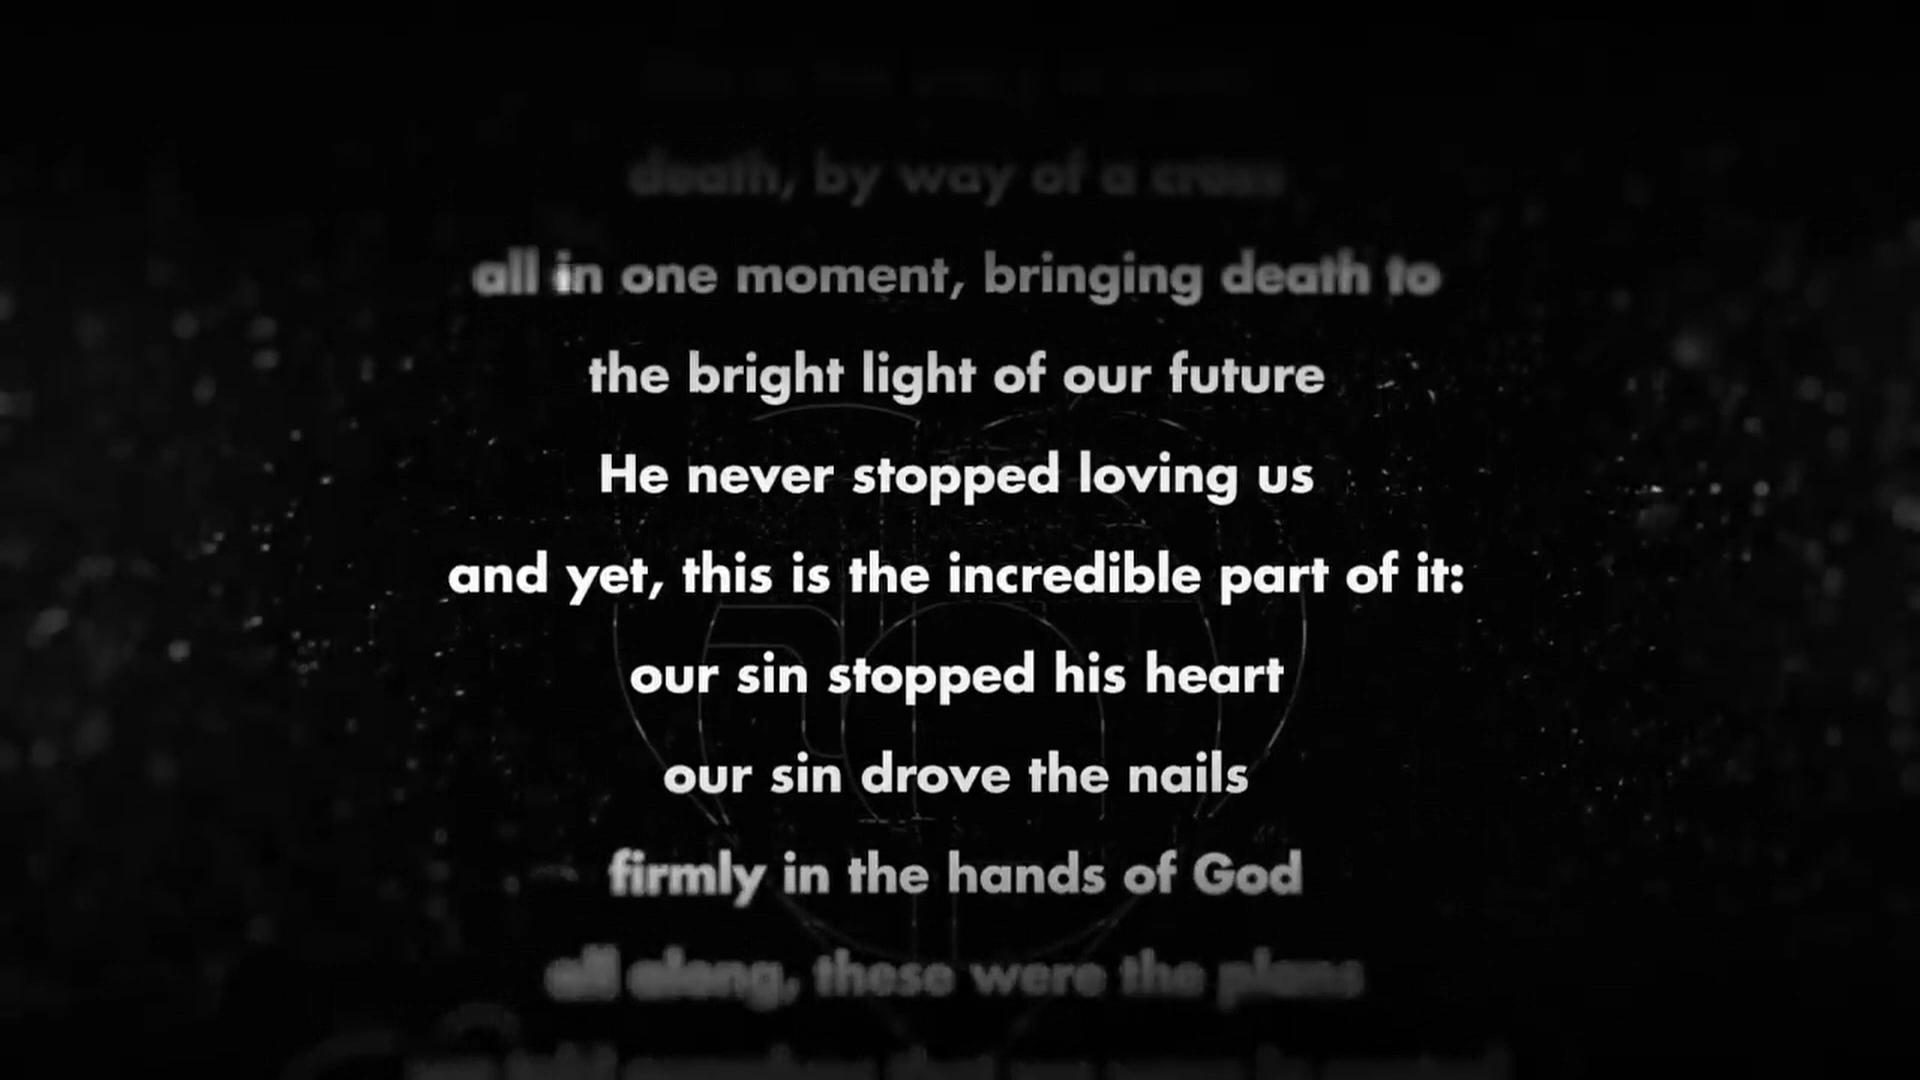 death, by way of a cross
all in one moment, bringing death to
the bright light of our future
He never stopped loving us
and yet, this is the incredible part of it:
our sin stopped his heart
our sin drove the nails
firmly in the hands of God
all along, these were the plans